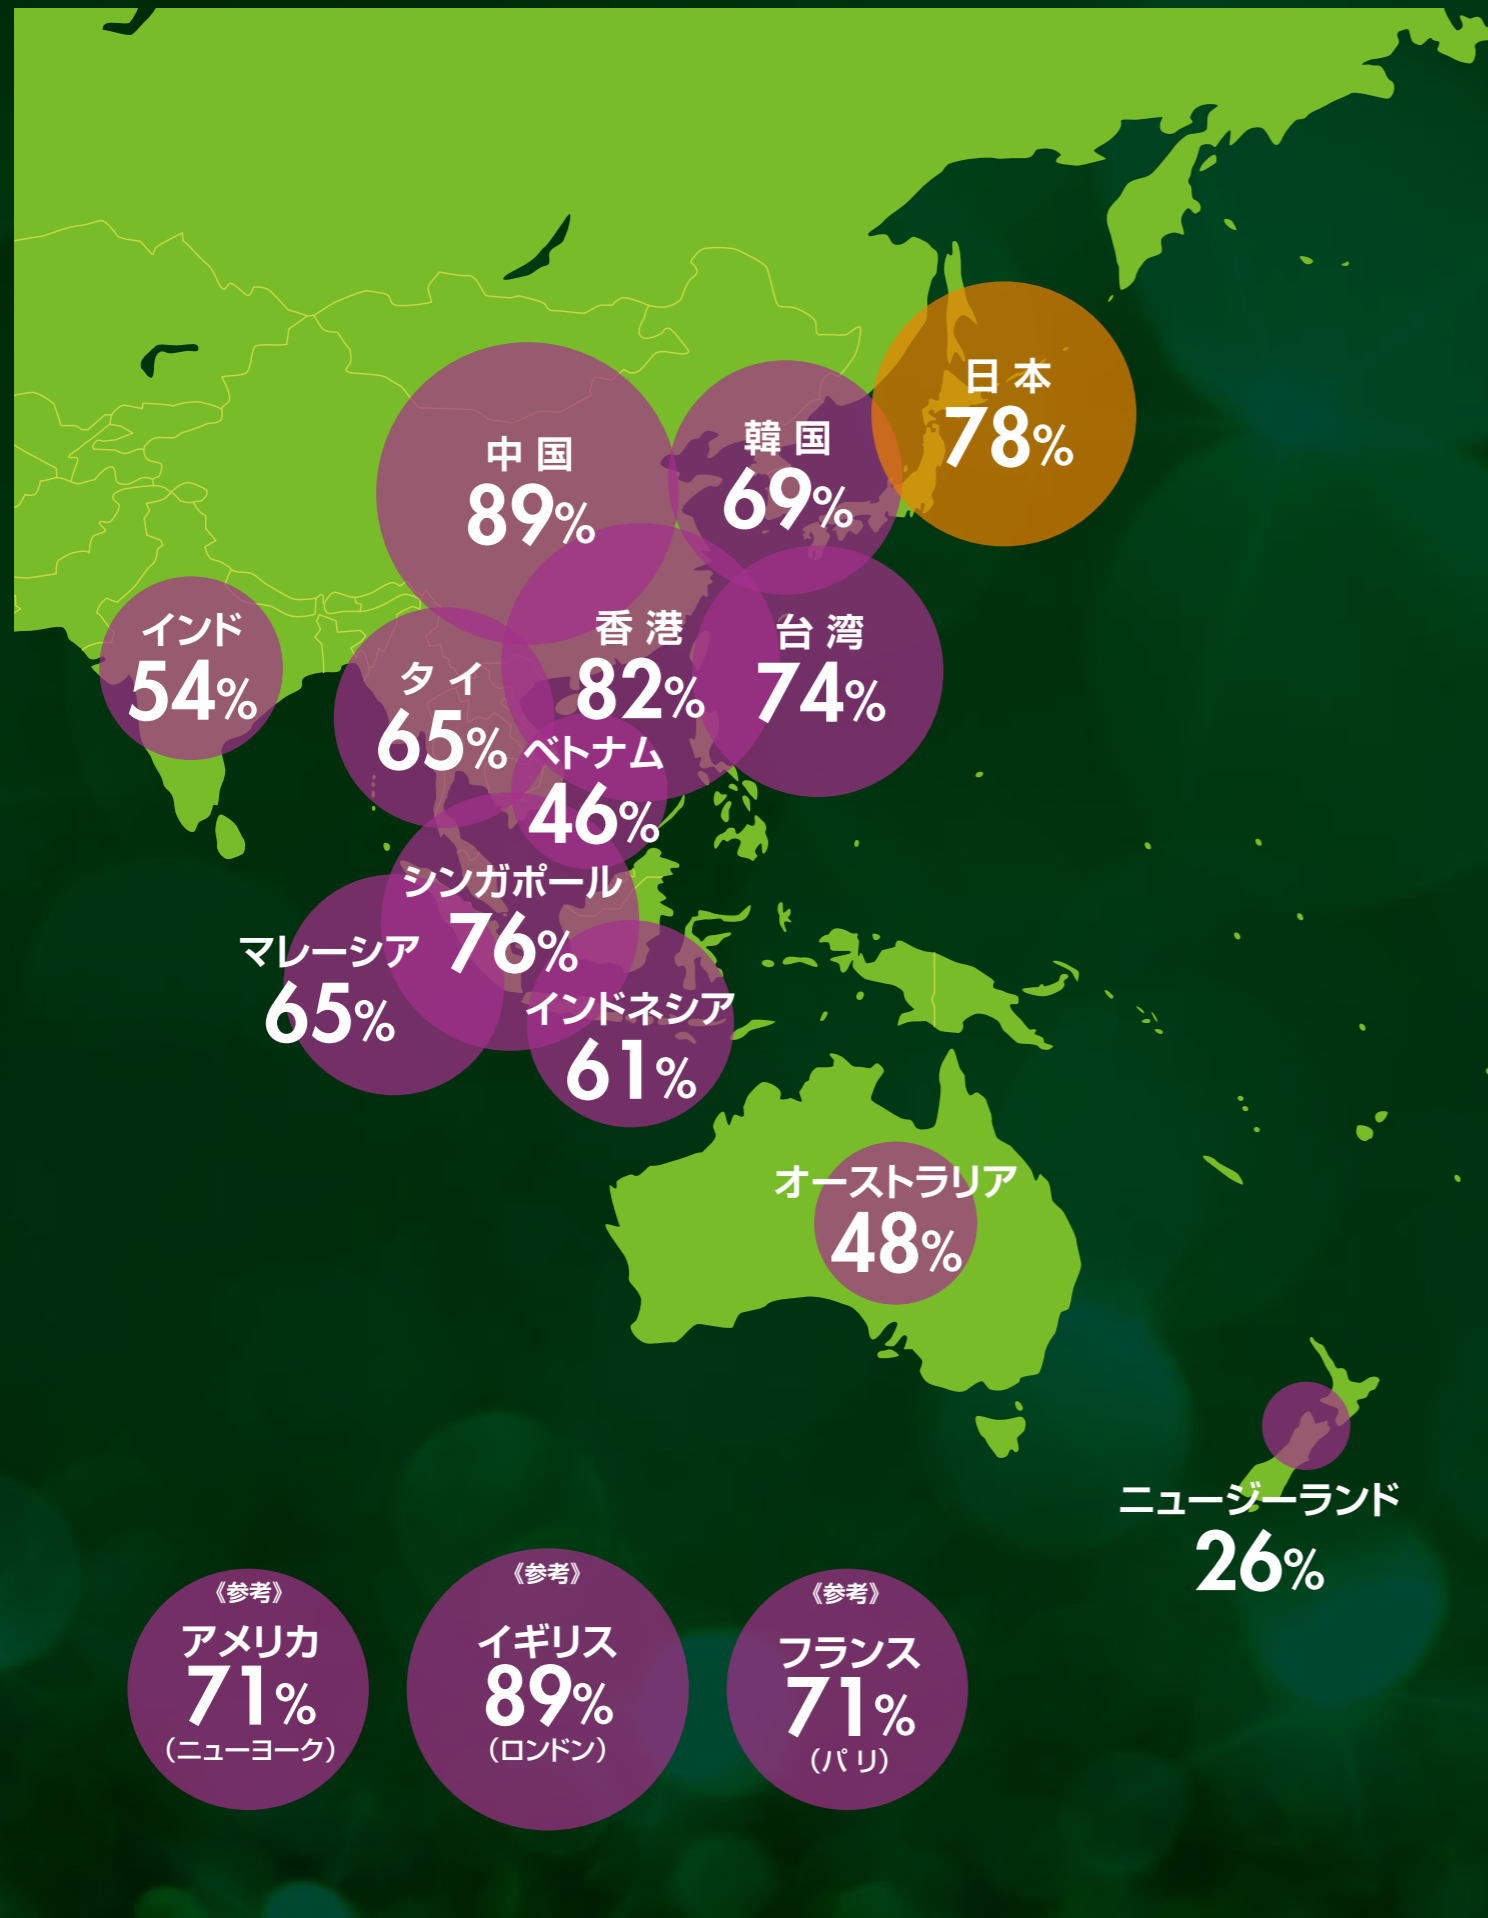 日本
78%
中国
89%
韓国
69%
インド
54%
タイ
65%
香港
82%
台湾
74%
ベトナム
46%
シンガポール
76%
マレーシア
65%
インドネシア
61%
オーストラリア
48%
ニュージーランド
26%
《参考》
アメリカ
71%
（ニューヨーク）
《参考》
イギリス
89%
（ロンドン）
《参考》
フランス
71%
（パリ）